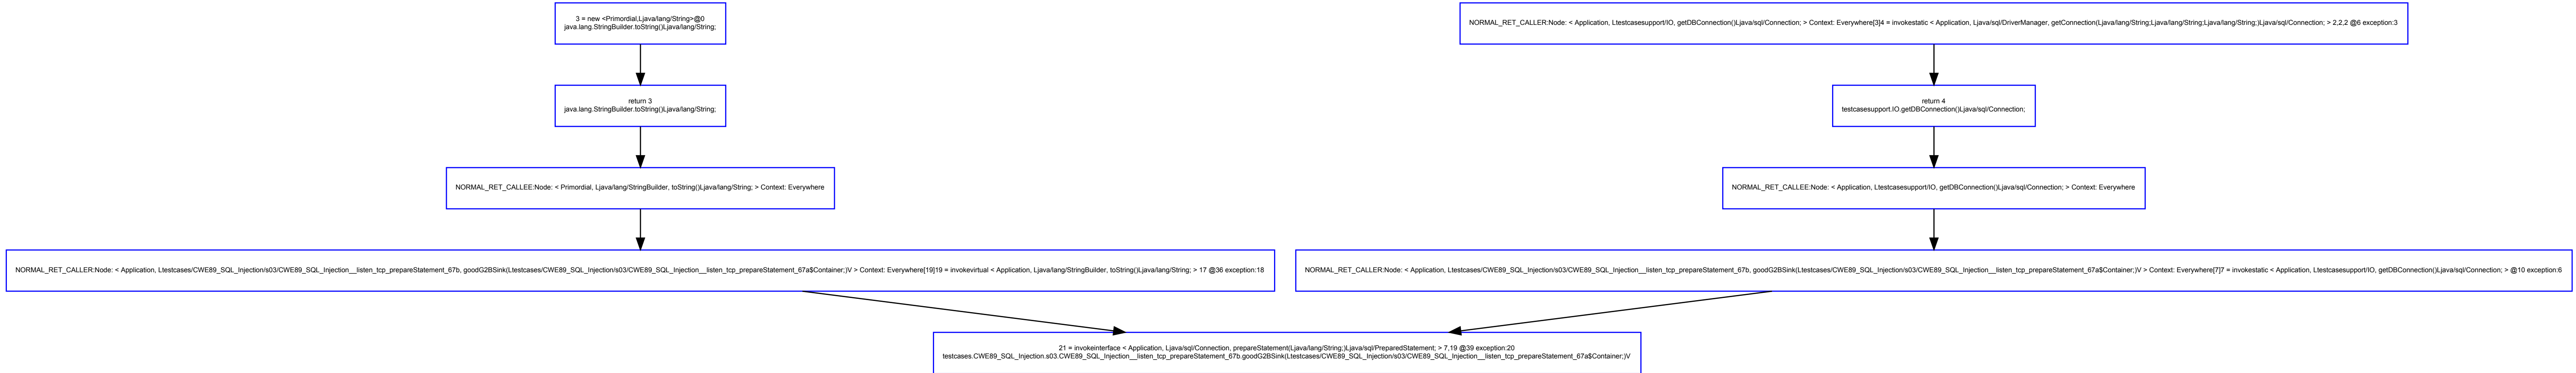 3 = new <Primordial,Ljava/lang/String>@0
java.lang.StringBuilder.toString()Ljava/lang/String;
NORMAL_RET_CALLER:Node: < Application, Ltestcasesupport/IO, getDBConnection()Ljava/sql/Connection; > Context: Everywhere[3]4 = invokestatic < Application, Ljava/sql/DriverManager, getConnection(Ljava/lang/String;Ljava/lang/String;Ljava/lang/String;)Ljava/sql/Connection; > 2,2,2 @6 exception:3
return 3
java.lang.StringBuilder.toString()Ljava/lang/String;
return 4
testcasesupport.IO.getDBConnection()Ljava/sql/Connection;
NORMAL_RET_CALLEE:Node: < Primordial, Ljava/lang/StringBuilder, toString()Ljava/lang/String; > Context: Everywhere
NORMAL_RET_CALLEE:Node: < Application, Ltestcasesupport/IO, getDBConnection()Ljava/sql/Connection; > Context: Everywhere
NORMAL_RET_CALLER:Node: < Application, Ltestcases/CWE89_SQL_Injection/s03/CWE89_SQL_Injection__listen_tcp_prepareStatement_67b, goodG2BSink(Ltestcases/CWE89_SQL_Injection/s03/CWE89_SQL_Injection__listen_tcp_prepareStatement_67a$Container;)V > Context: Everywhere[19]19 = invokevirtual < Application, Ljava/lang/StringBuilder, toString()Ljava/lang/String; > 17 @36 exception:18
NORMAL_RET_CALLER:Node: < Application, Ltestcases/CWE89_SQL_Injection/s03/CWE89_SQL_Injection__listen_tcp_prepareStatement_67b, goodG2BSink(Ltestcases/CWE89_SQL_Injection/s03/CWE89_SQL_Injection__listen_tcp_prepareStatement_67a$Container;)V > Context: Everywhere[7]7 = invokestatic < Application, Ltestcasesupport/IO, getDBConnection()Ljava/sql/Connection; > @10 exception:6
21 = invokeinterface < Application, Ljava/sql/Connection, prepareStatement(Ljava/lang/String;)Ljava/sql/PreparedStatement; > 7,19 @39 exception:20
testcases.CWE89_SQL_Injection.s03.CWE89_SQL_Injection__listen_tcp_prepareStatement_67b.goodG2BSink(Ltestcases/CWE89_SQL_Injection/s03/CWE89_SQL_Injection__listen_tcp_prepareStatement_67a$Container;)V